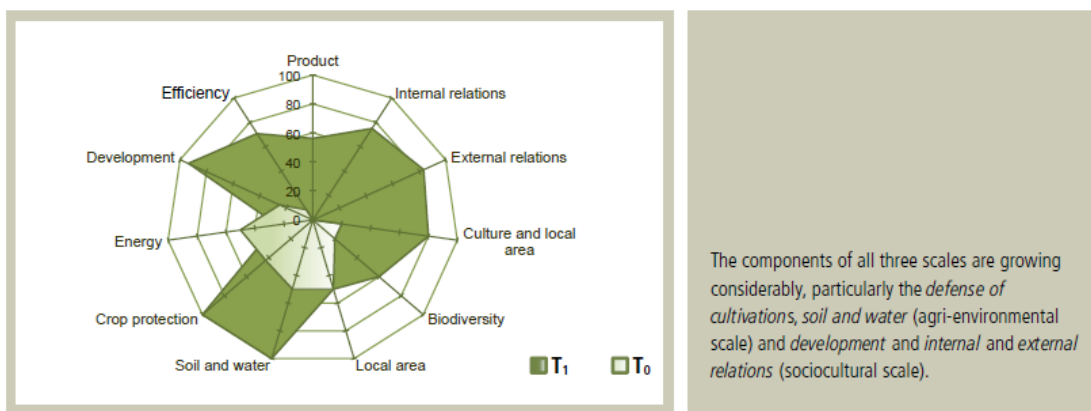 Product
100
Efficiency
80
Internal relations
60
Development
40
External relations
20
0
Energy
Culture and local
area
Crop protection
Biodiversity
Soil and water
Local area
T1
T0
The components of all three scales are growing
considerably, particularly the defense of
cultivations, soil and water (agri-environmental
scale) and development and internal and external
relations (sociocultural scale).